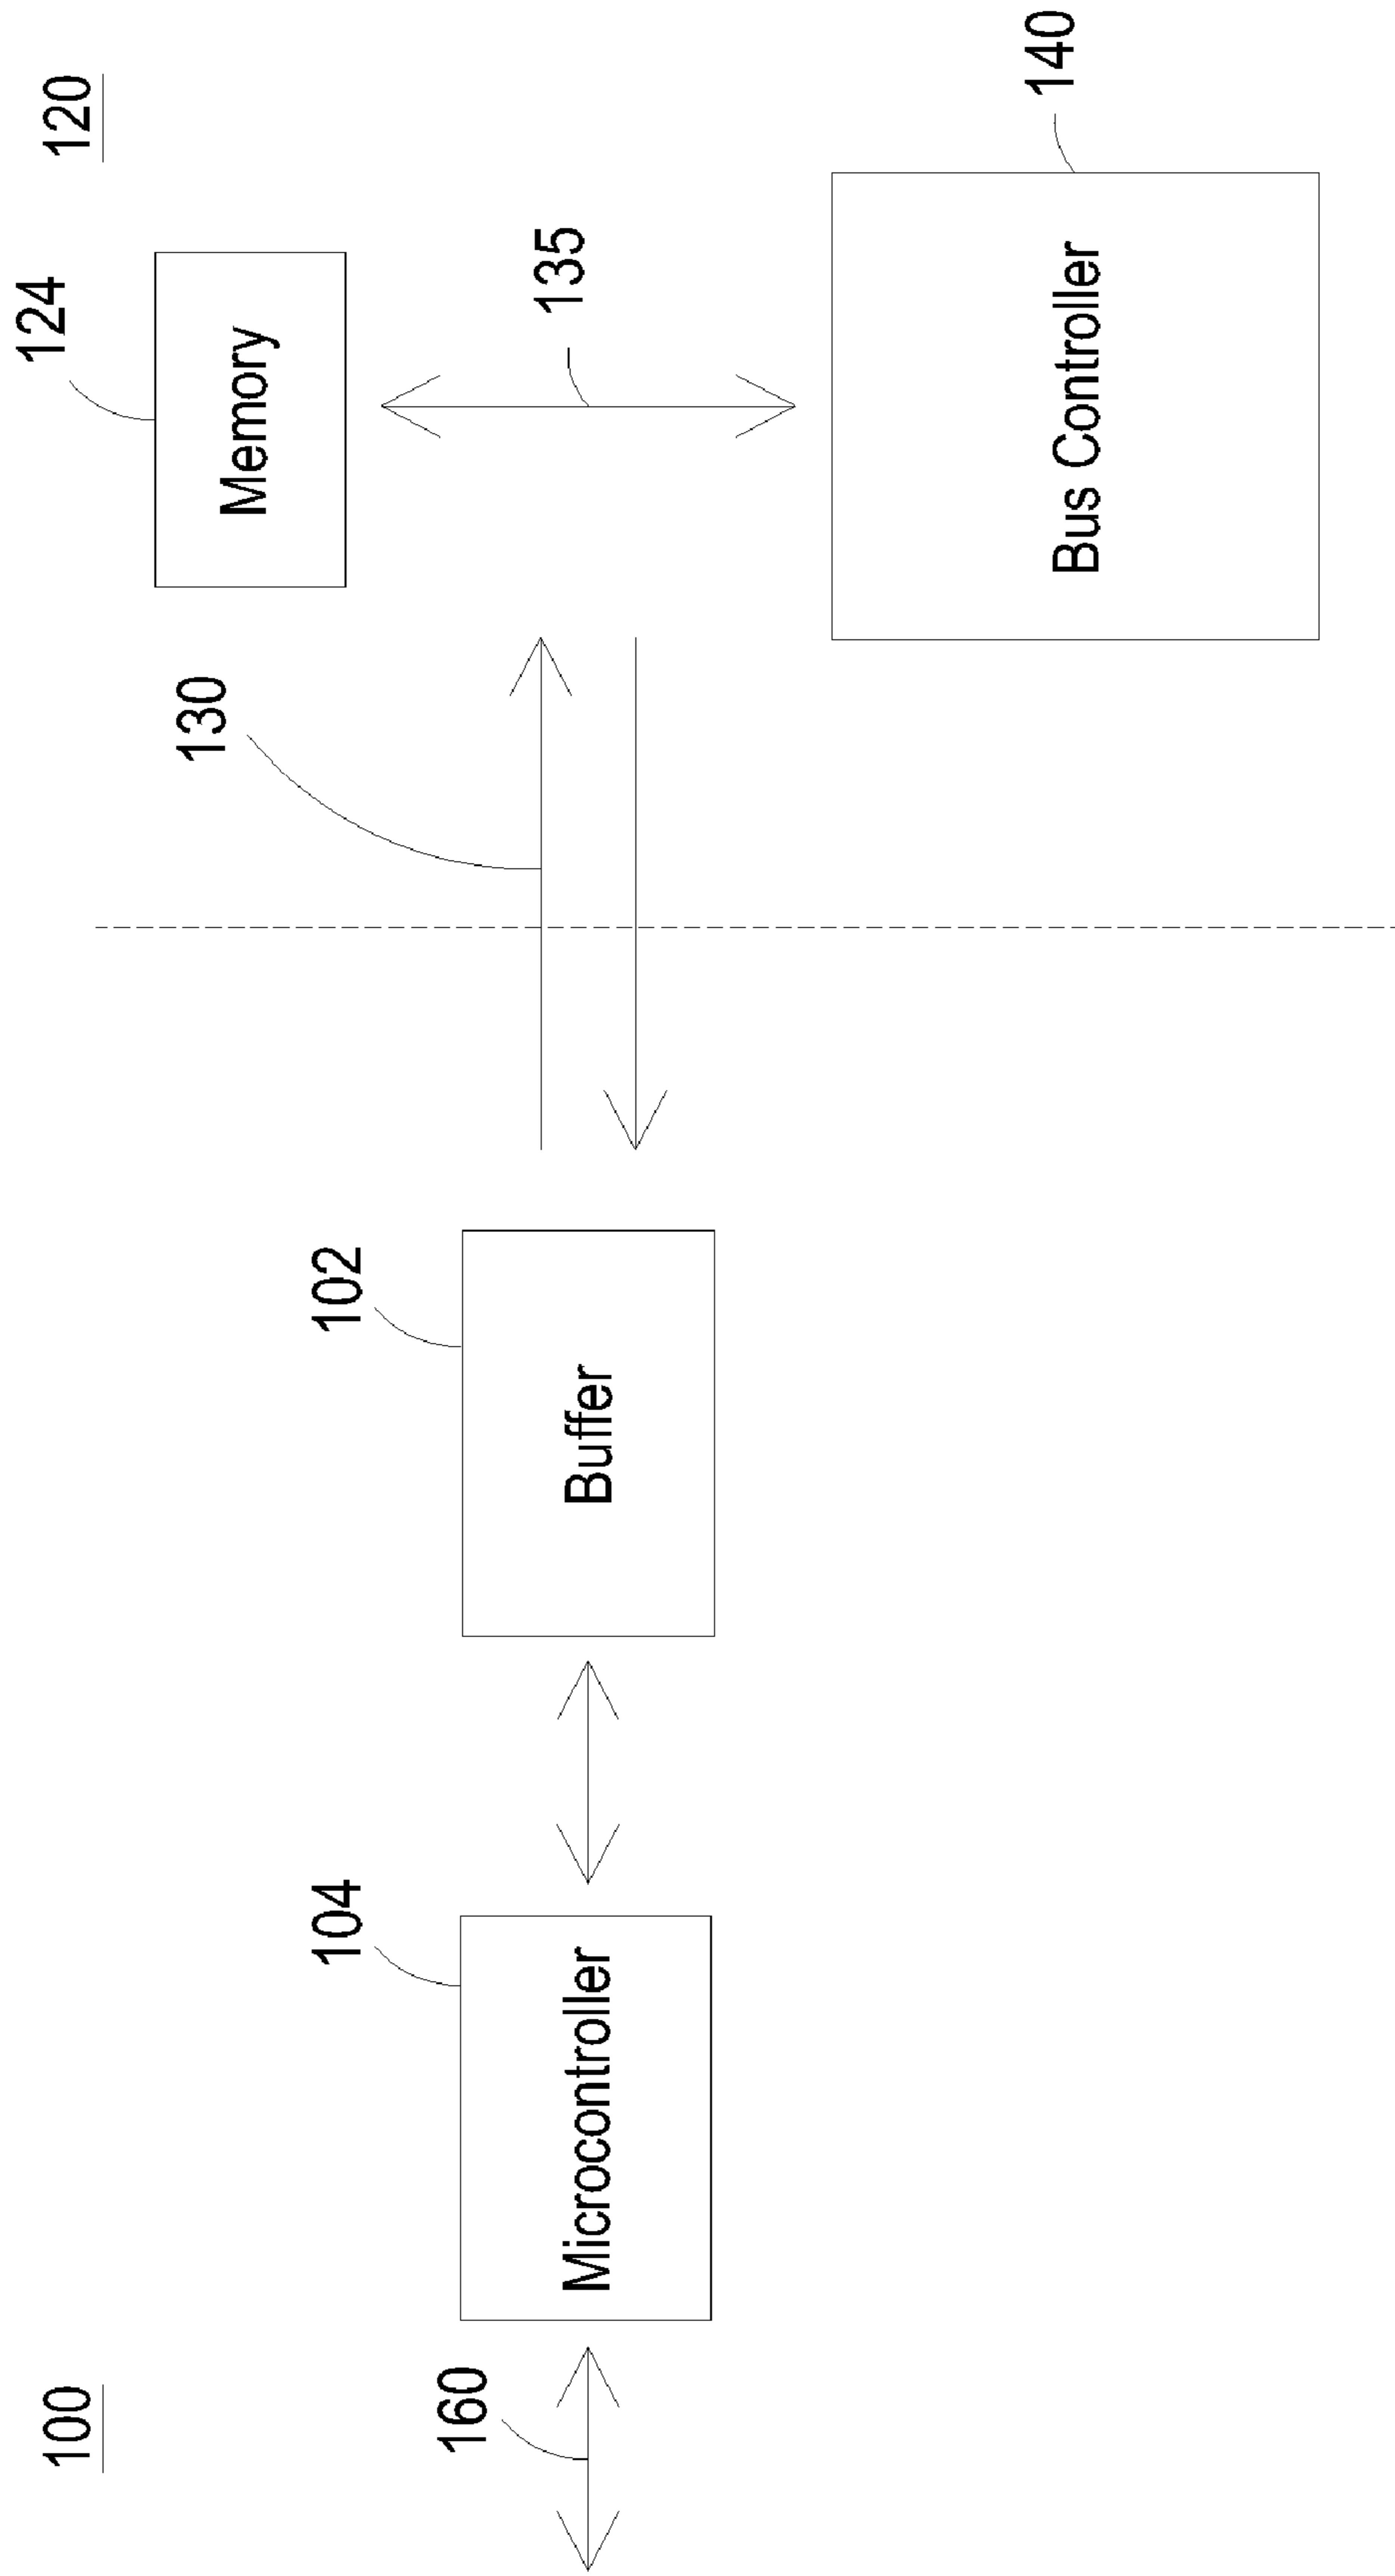 100
120
124
Memory
130
135
102
104
160
Microcontroller
Buffer
Bus Controller
140